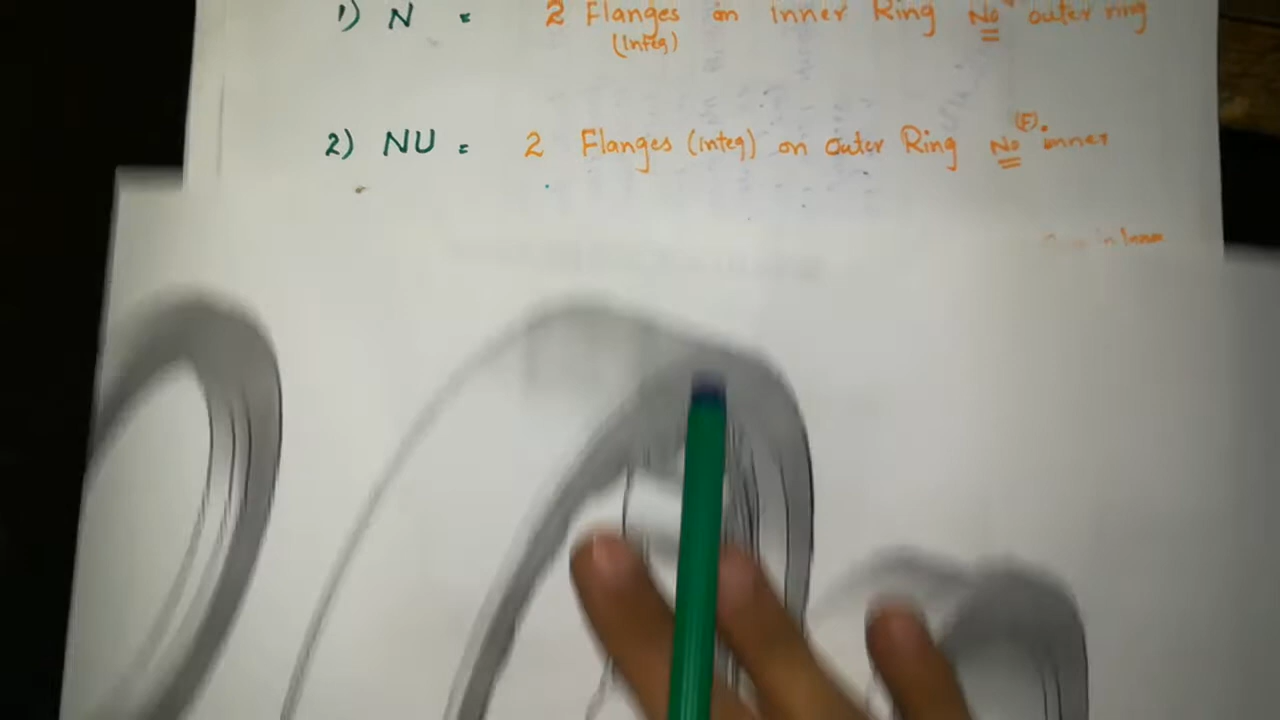 1) N = 2 Flanges on inner Ring No outer ring
(Integ)
2) NU = 2 Flanges (integ) on outer Ring No (F). inner